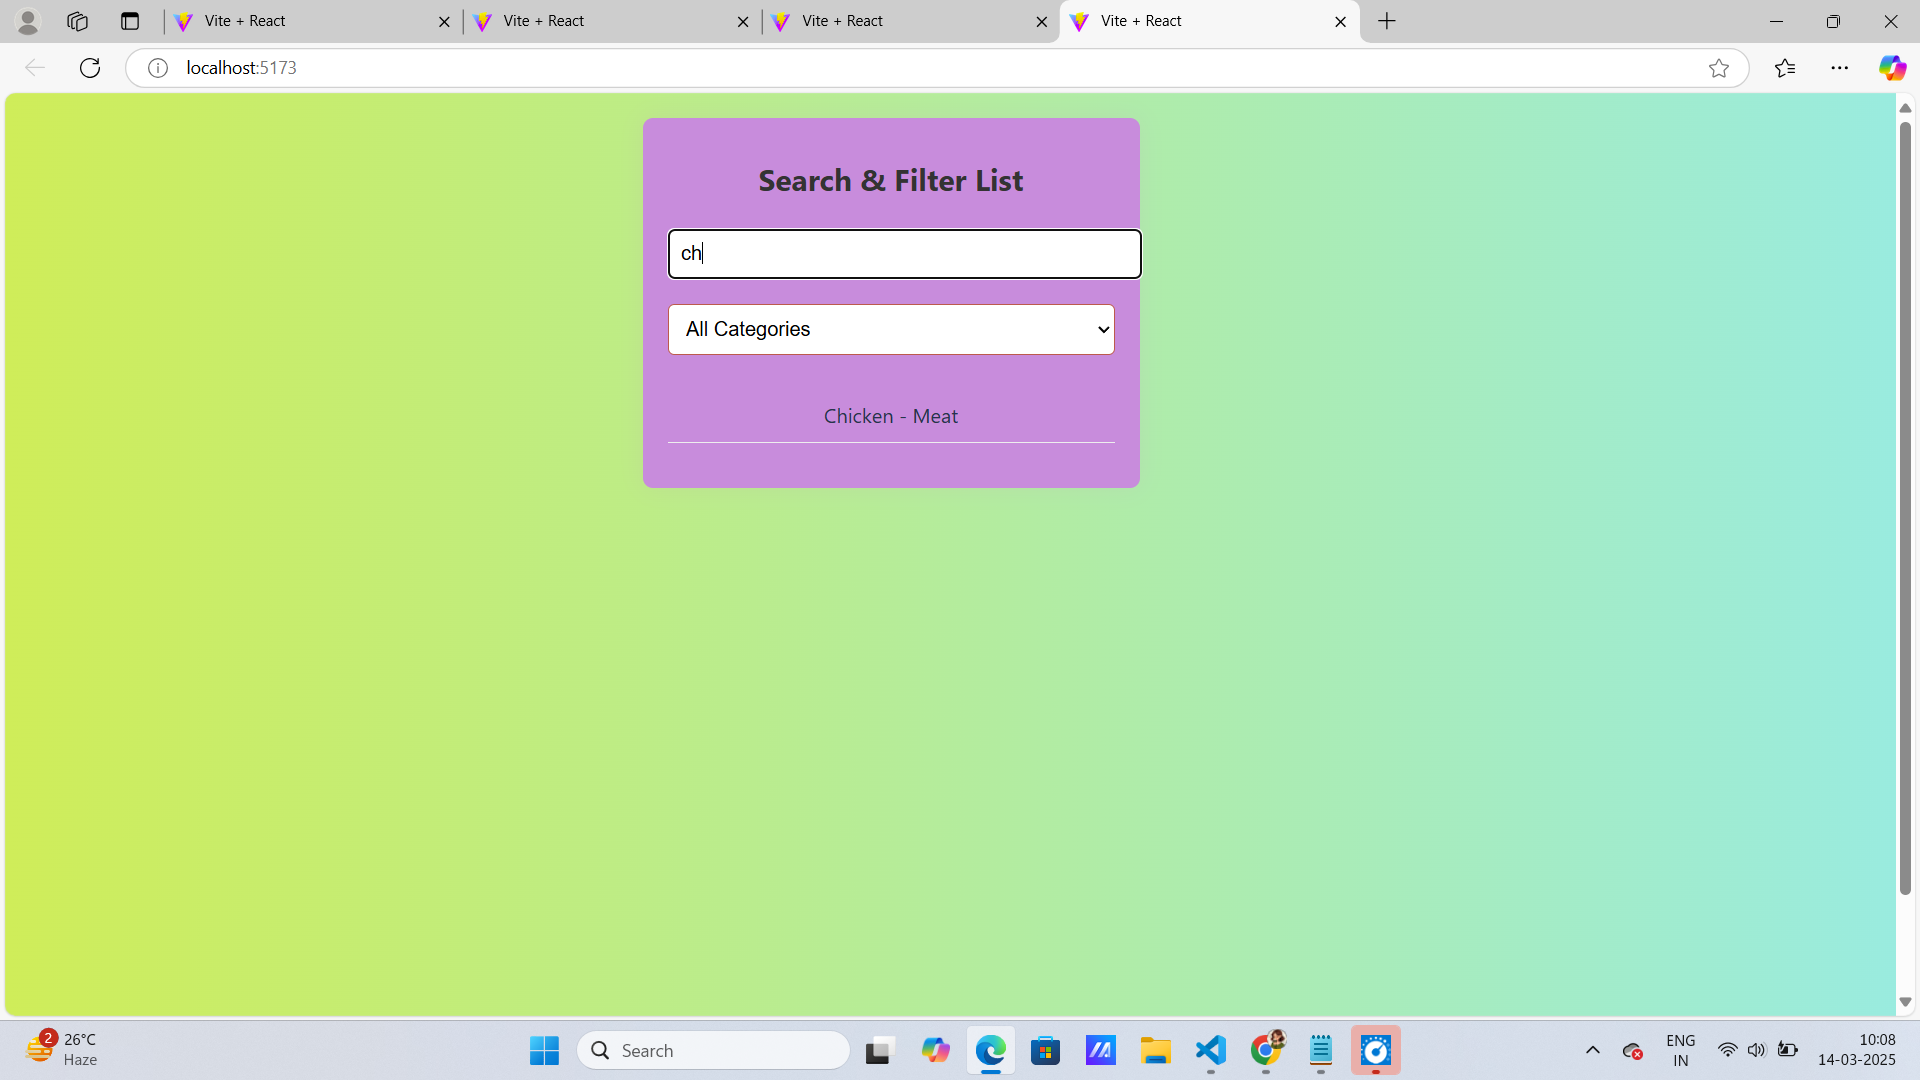 Vite + React
Vite + React
Vite + React
Vite + React
localhost:5173
Search & Filter List
ch
All Categories
Chicken - Meat
2
26°C
Haze
Search
ENG
IN
10:08
14-03-2025